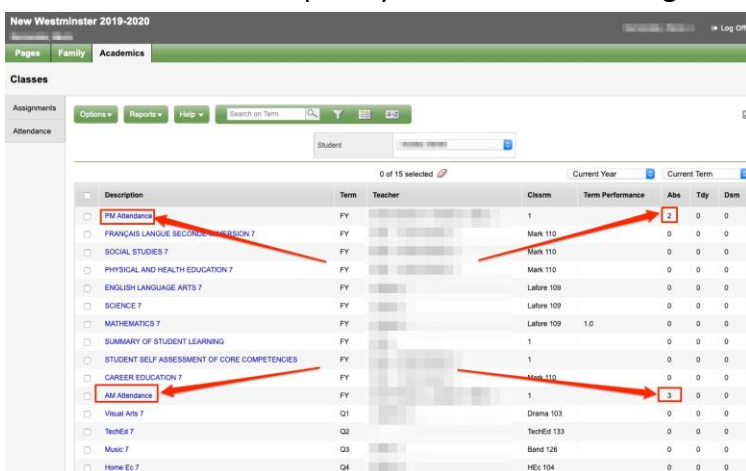 New Westminster 2019-2020
Log Off
Pages Family Academics
Classes
Assignments
Attendance
Options Reports Help Search on Term
Student
0 of 15 selected Current Year Current Term
Description Term Teacher Clssrm Term Performance Abs Tdy Dsm
PM Attendance FY 1 2 0 0
FRANÇAIS LANGUE SECONDE IMMERSION 7 FY Mark 110 0 0 0
SOCIAL STUDIES 7 FY Mark 110 0 0 0
PHYSICAL AND HEALTH EDUCATION 7 FY Mark 110 0 0 0
ENGLISH LANGUAGE ARTS 7 FY Lafore 109 0 0 0
SCIENCE 7 FY Lafore 109 0 0 0
MATHEMATICS 7 FY Lafore 109 1.0 0 0 0
SUMMARY OF STUDENT LEARNING FY 1 0 0 0
STUDENT SELF ASSESSMENT OF CORE COMPETENCIES FY 1 0 0 0
CAREER EDUCATION 7 FY Mark 110 0 0 0
AM Attendance FY 1 3 0 0
Visual Arts 7 Q1 Drama 103 0 0 0
TechEd 7 Q2 TechEd 133 0 0 0
Music 7 Q3 Band 126 0 0 0
Home Ec 7 Q4 HEc 104 0 0 0